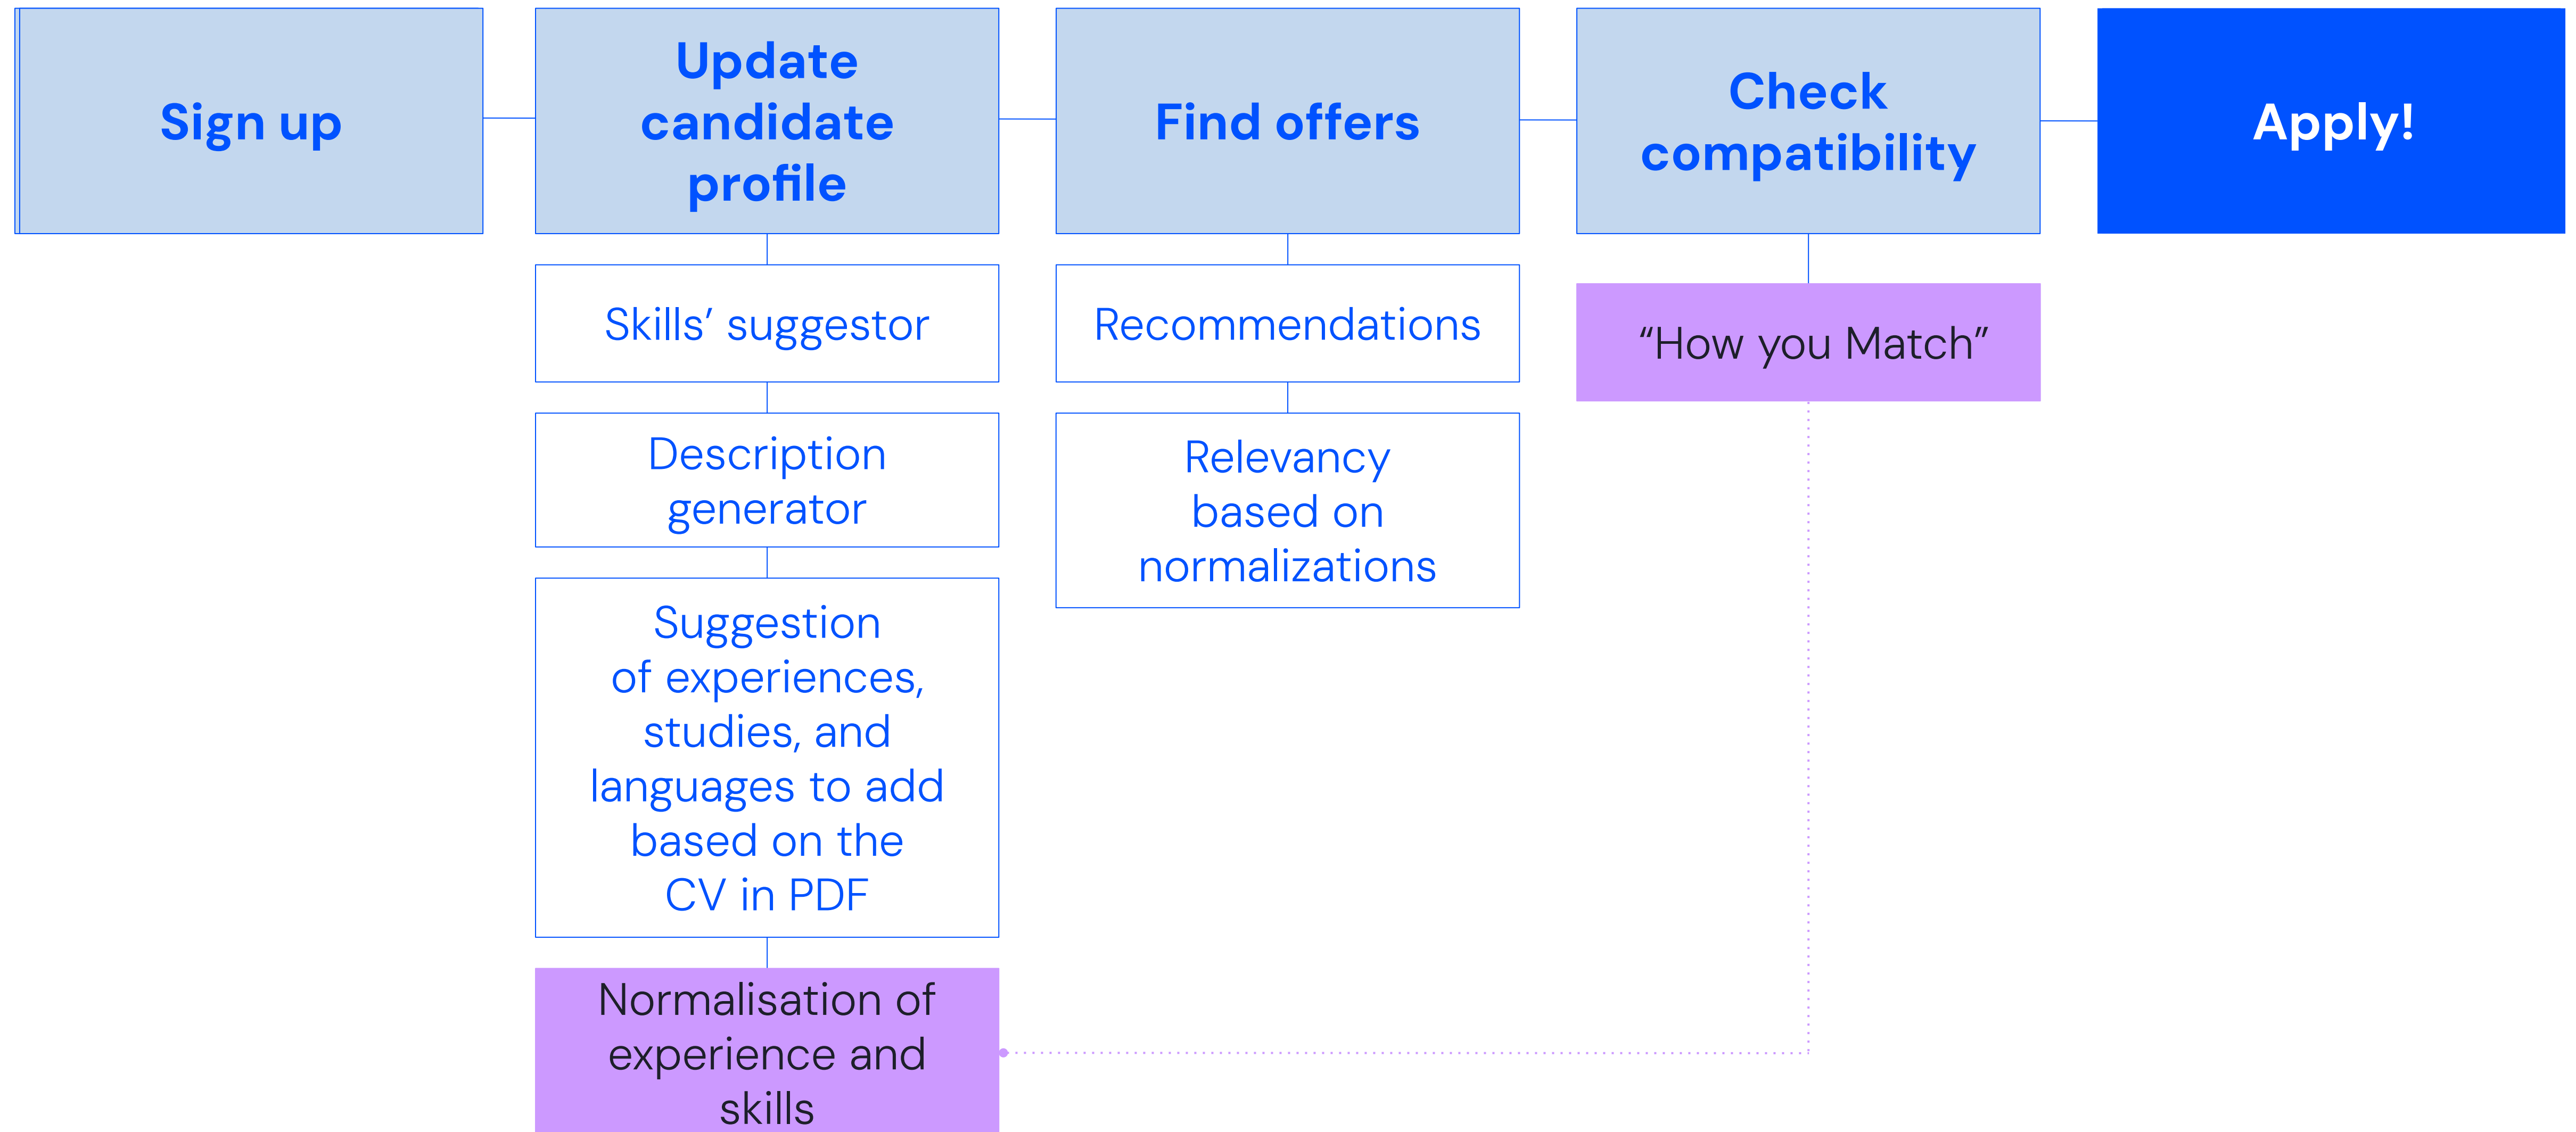 Sign up
Update
candidate
profile
Find offers
Check
compatibility
Apply!
Skills’ suggestor
Description
generator
Suggestion
of experiences,
studies, and
languages to add
based on the
CV in PDF
Normalisation of
experience and
skills
Recommendations
Relevancy
based on
normalizations
“How you Match”